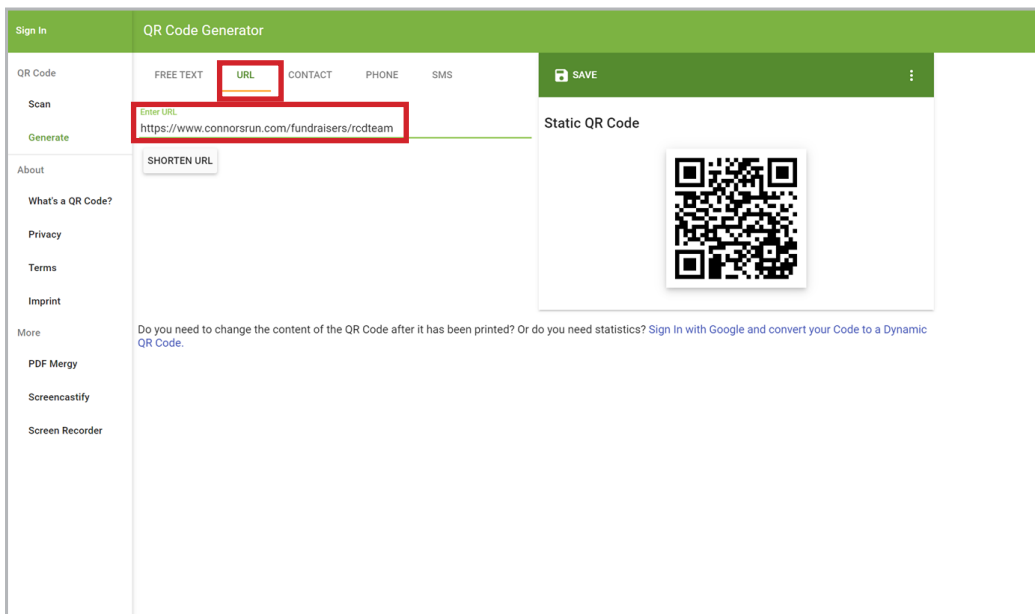 Sign In
QR Code Generator
QR Code
Scan
Generate
About
What's a QR Code?
Privacy
Terms
Imprint
More
PDF Mergy
Screencastify
Screen Recorder
FREE TEXT URL CONTACT PHONE SMS
Enter URL
https://www.connorsrun.com/fundraisers/rcdteam
SHORTEN URL
SAVE
Static QR Code
Do you need to change the content of the QR Code after it has been printed? Or do you need statistics? Sign In with Google and convert your Code to a Dynamic
QR Code.